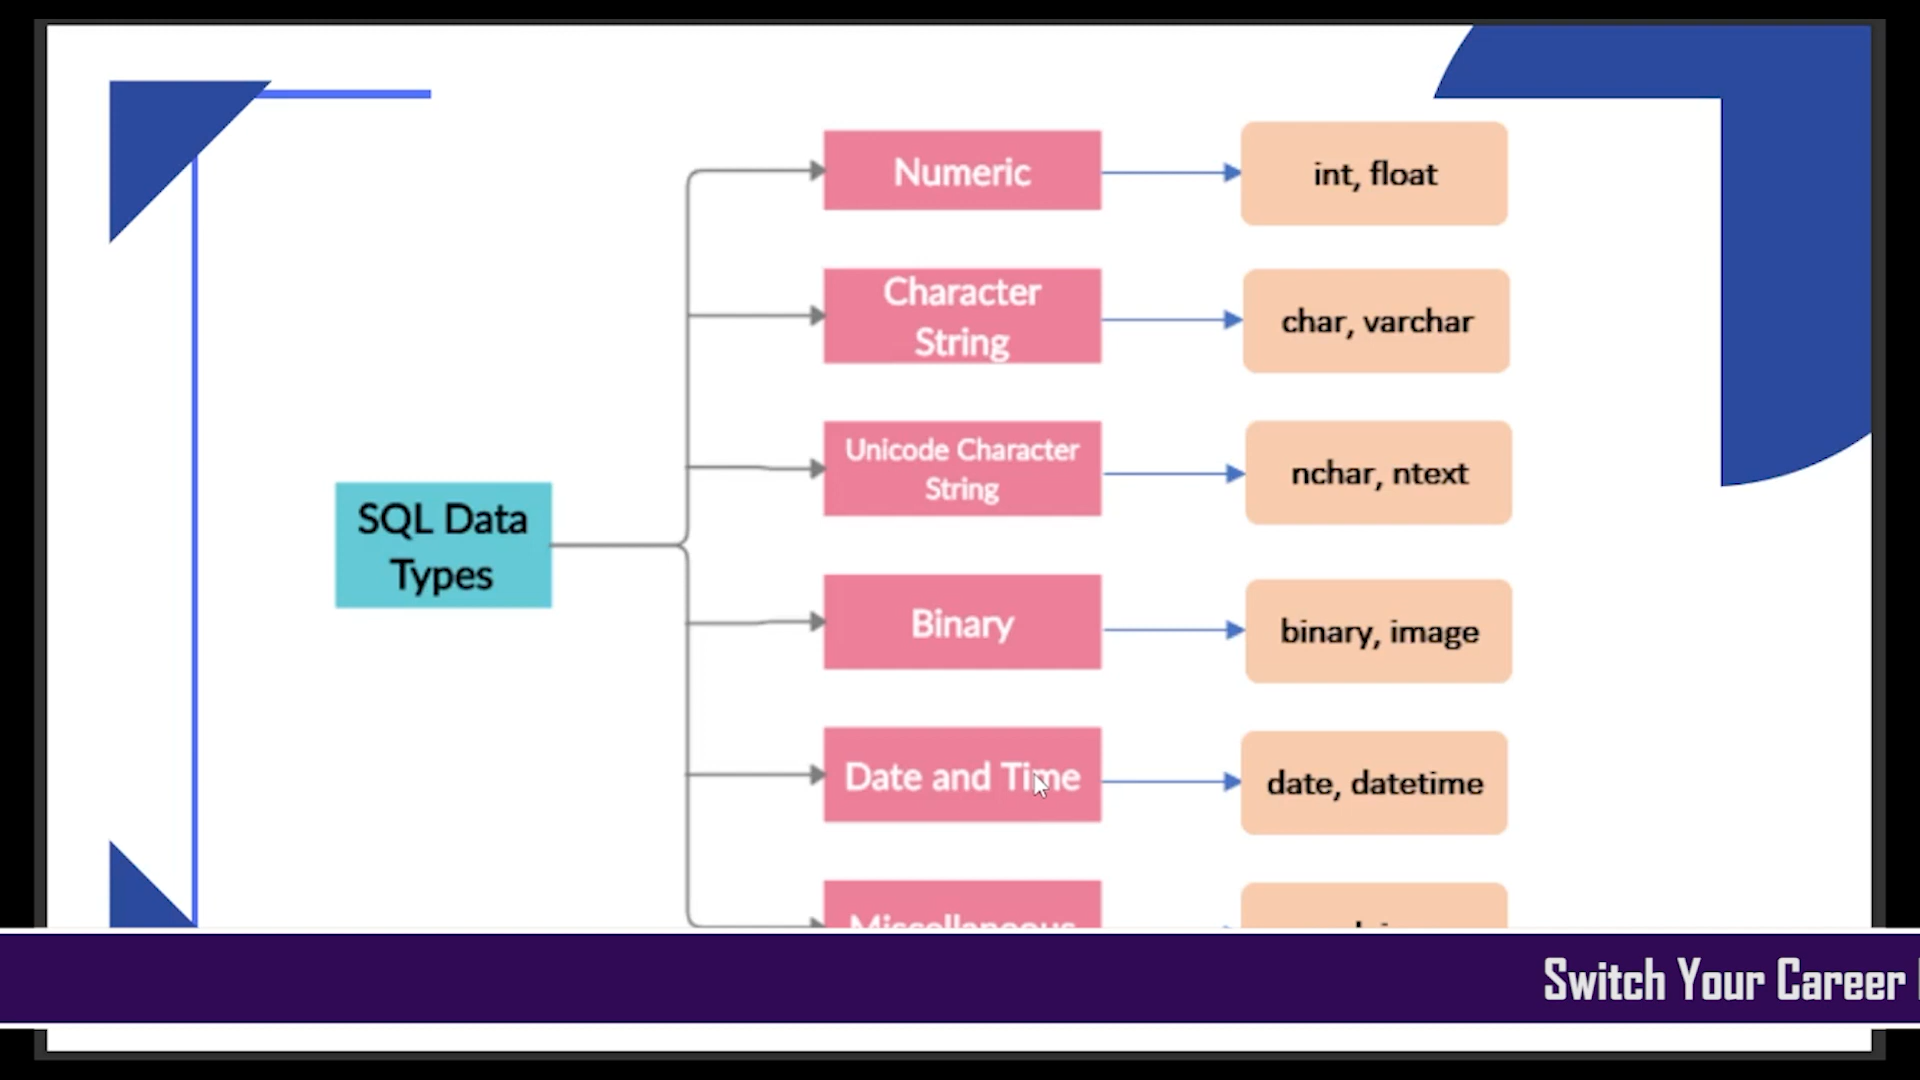 Numeric
int, float
Character
String
char, varchar
Unicode Character
String
nchar, ntext
SQL Data
Types
Binary
binary, image
Date and Time
date, datetime
Miscellaneous
Switch Your Career